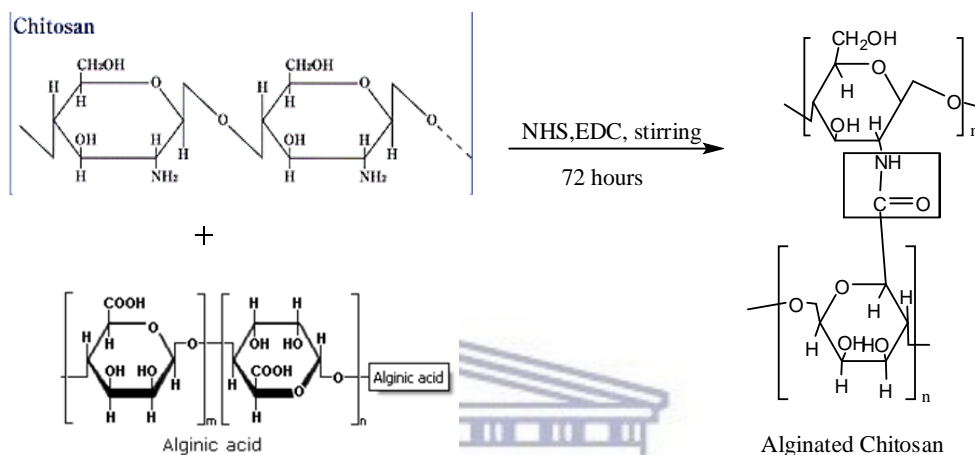 Chitosan
CH₂OH
O
H
H
OH
H
H
NH₂
H
O
CH₂OH
O
H
H
OH
H
H
NH₂
H
O
+
COOH
H
H
O
OH
HO
H
H
H
O
m
H
H
OH
HO
COOH
H
H
O
O
n
Alginic acid
Alginic acid
NHS,EDC, stirring
72 hours
H
CH₂OH
H
O
O
OH
H
H
n
NH
C=O
O
O
H
H
H
OH
HO
H
H
n
Alginated Chitosan